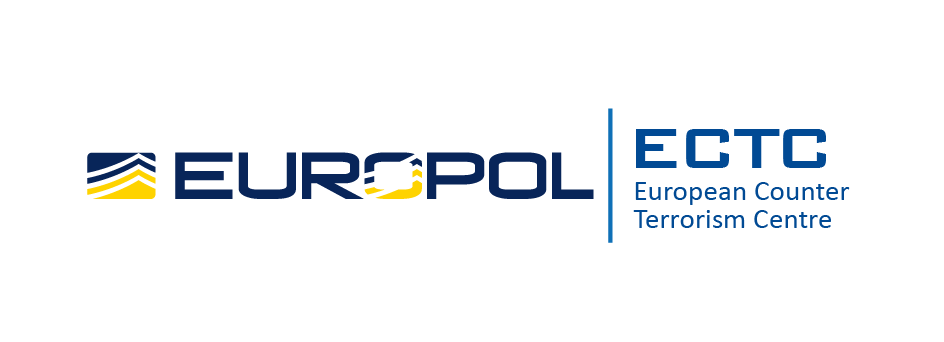 EUROPOL
ECTC
European Counter
Terrorism Centre